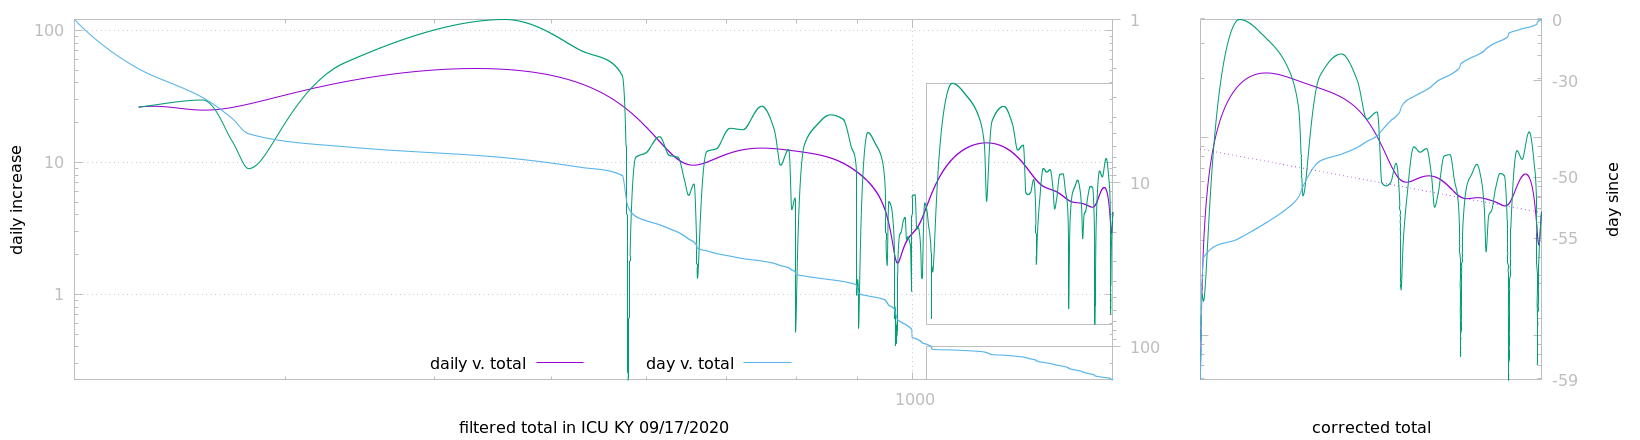 100
10
1
daily increase
daily v. total
day v. total
1000
filtered total in ICU KY 09/17/2020
1
10
100
0
-30
-50
-55
-59
day since
corrected total